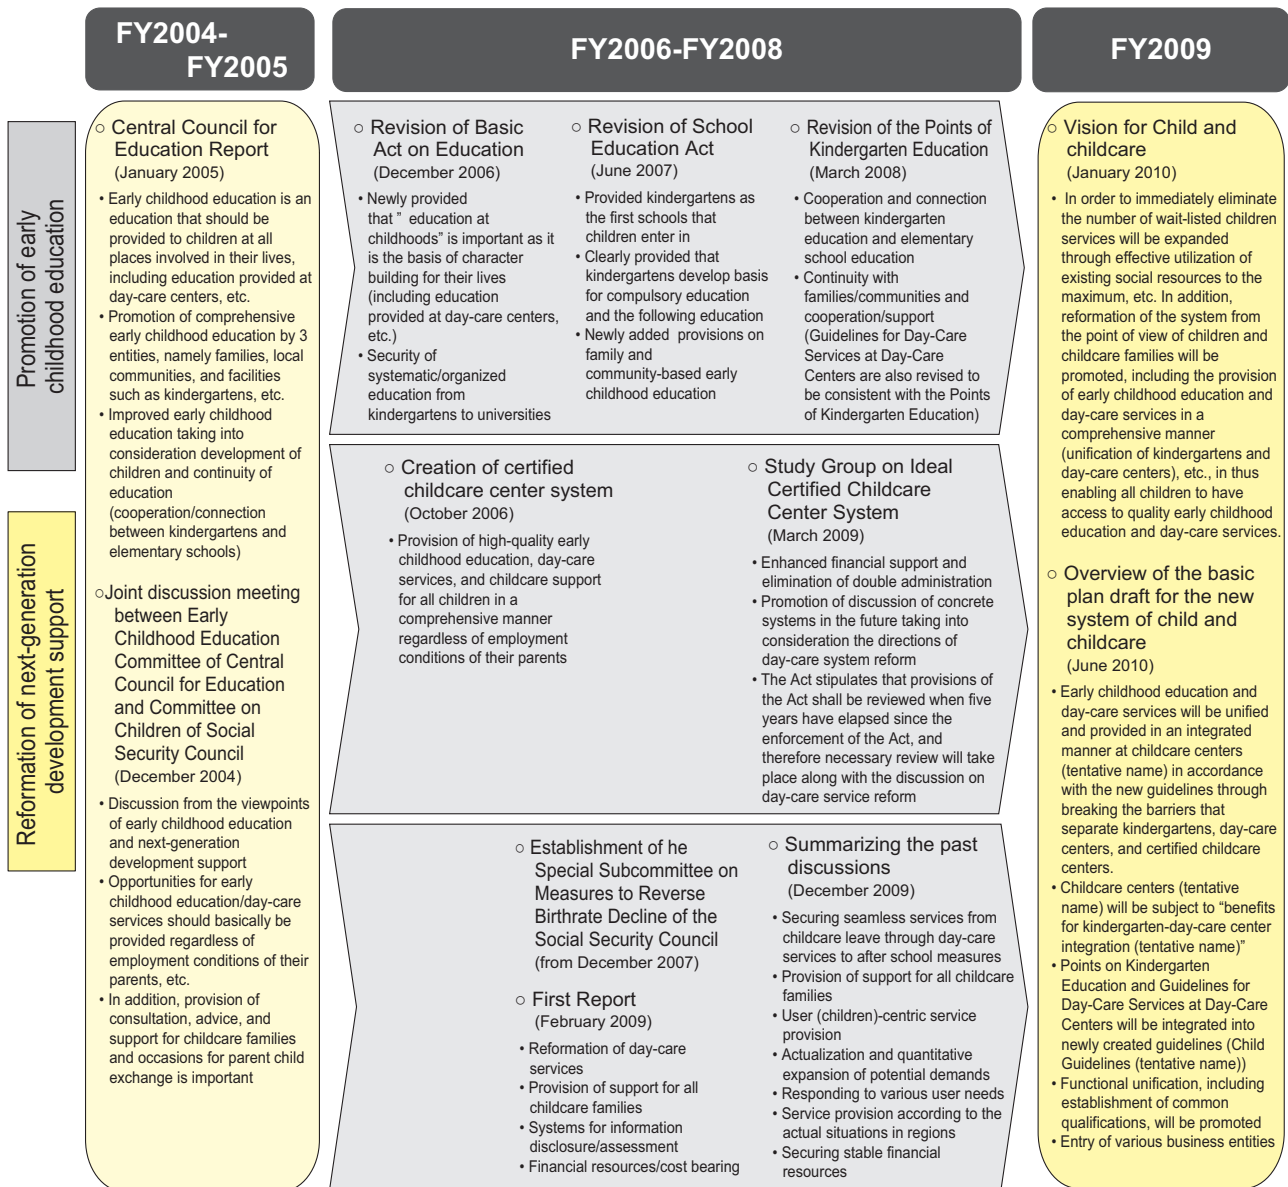 FY2004-
FY2005
FY2006-FY2008
FY2009
Promotion of early
childhood education
Reformation of next-generation
development support
○ Central Council for
Education Report
(January 2005)
• Early childhood education is an
education that should be
provided to children at all
places involved in their lives,
including education provided at
day-care centers, etc.
• Promotion of comprehensive
early childhood education by 3
entities, namely families, local
communities, and facilities
such as kindergartens, etc.
• Improved early childhood
education taking into
consideration development of
children and continuity of
education
(cooperation/connection
between kindergartens and
elementary schools)
○Joint discussion meeting
between Early
Childhood Education
Committee of Central
Council for Education
and Committee on
Children of Social
Security Council
(December 2004)
• Discussion from the viewpoints
of early childhood education
and next-generation
development support
• Opportunities for early
childhood education/day-care
services should basically be
provided regardless of
employment conditions of their
parents, etc.
• In addition, provision of
consultation, advice, and
support for childcare families
and occasions for parent child
exchange is important
○ Revision of Basic
Act on Education
(December 2006)
• Newly provided
that ” education at
childhoods” is important as it
is the basis of character
building for their lives
(including education
provided at day-care centers,
etc.)
• Security of
systematic/organized
education from
kindergartens to universities
○ Revision of School
Education Act
(June 2007)
• Provided kindergartens as
the first schools that
children enter in
• Clearly provided that
kindergartens develop basis
for compulsory education
and the following education
• Newly added provisions on
family and
community-based early
childhood education
○ Revision of the Points of
Kindergarten Education
(March 2008)
• Cooperation and connection
between kindergarten
education and elementary
school education
• Continuity with
families/communities and
cooperation/support
(Guidelines for Day-Care
Services at Day-Care
Centers are also revised to
be consistent with the Points
of Kindergarten Education)
○ Creation of certified
childcare center system
(October 2006)
• Provision of high-quality early
childhood education, day-care
services, and childcare support
for all children in a
comprehensive manner
regardless of employment
conditions of their parents
○ Study Group on Ideal
Certified Childcare
Center System
(March 2009)
• Enhanced financial support and
elimination of double administration
• Promotion of discussion of concrete
systems in the future taking into
consideration the directions of
day-care system reform
• The Act stipulates that provisions of
the Act shall be reviewed when five
years have elapsed since the
enforcement of the Act, and
therefore necessary review will take
place along with the discussion on
day-care service reform
○ Establishment of he
Special Subcommittee on
Measures to Reverse
Birthrate Decline of the
Social Security Council
(from December 2007)
○ First Report
(February 2009)
• Reformation of day-care
services
• Provision of support for all
childcare families
• Systems for information
disclosure/assessment
• Financial resources/cost bearing
○ Summarizing the past
discussions
(December 2009)
• Securing seamless services from
childcare leave through day-care
services to after school measures
• Provision of support for all childcare
families
• User (children)-centric service
provision
• Actualization and quantitative
expansion of potential demands
• Responding to various user needs
• Service provision according to the
actual situations in regions
• Securing stable financial
resources
○ Vision for Child and
childcare
(January 2010)
• In order to immediately eliminate
the number of wait-listed children
services will be expanded
through effective utilization of
existing social resources to the
maximum, etc. In addition,
reformation of the system from
the point of view of children and
childcare families will be
promoted, including the provision
of early childhood education and
day-care services in a
comprehensive manner
(unification of kindergartens and
day-care centers), etc., in thus
enabling all children to have
access to quality early childhood
education and day-care services.
○ Overview of the basic
plan draft for the new
system of child and
childcare
(June 2010)
• Early childhood education and
day-care services will be unified
and provided in an integrated
manner at childcare centers
(tentative name) in accordance
with the new guidelines through
breaking the barriers that
separate kindergartens, day-care
centers, and certified childcare
centers.
• Childcare centers (tentative
name) will be subject to “benefits
for kindergarten-day-care center
integration (tentative name)”
• Points on Kindergarten
Education and Guidelines for
Day-Care Services at Day-Care
Centers will be integrated into
newly created guidelines (Child
Guidelines (tentative name))
• Functional unification, including
establishment of common
qualifications, will be promoted
• Entry of various business entities